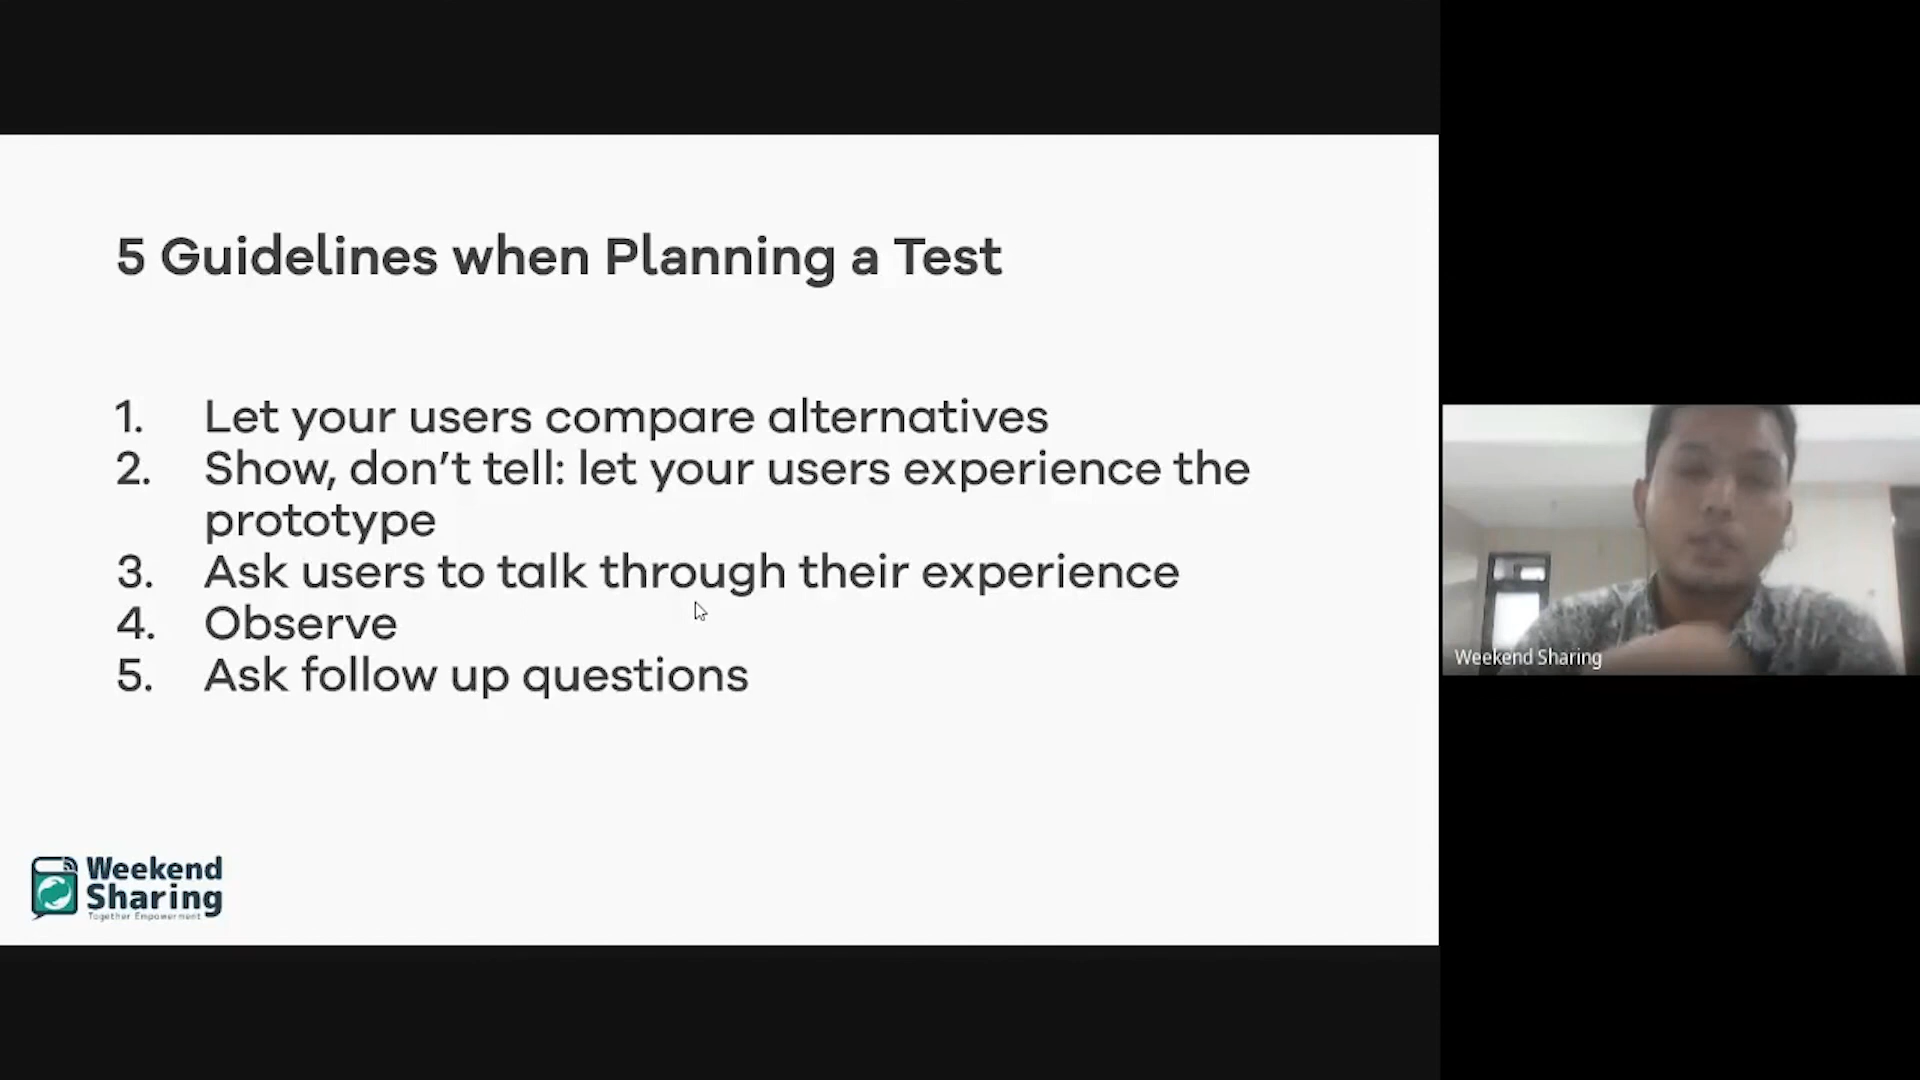 5 Guidelines when Planning a Test
1. Let your users compare alternatives
2. Show, don’t tell: let your users experience the
prototype
3. Ask users to talk through their experience
4. Observe
5. Ask follow up questions
Weekend
Sharing
Together Empowerment
Weekend Sharing